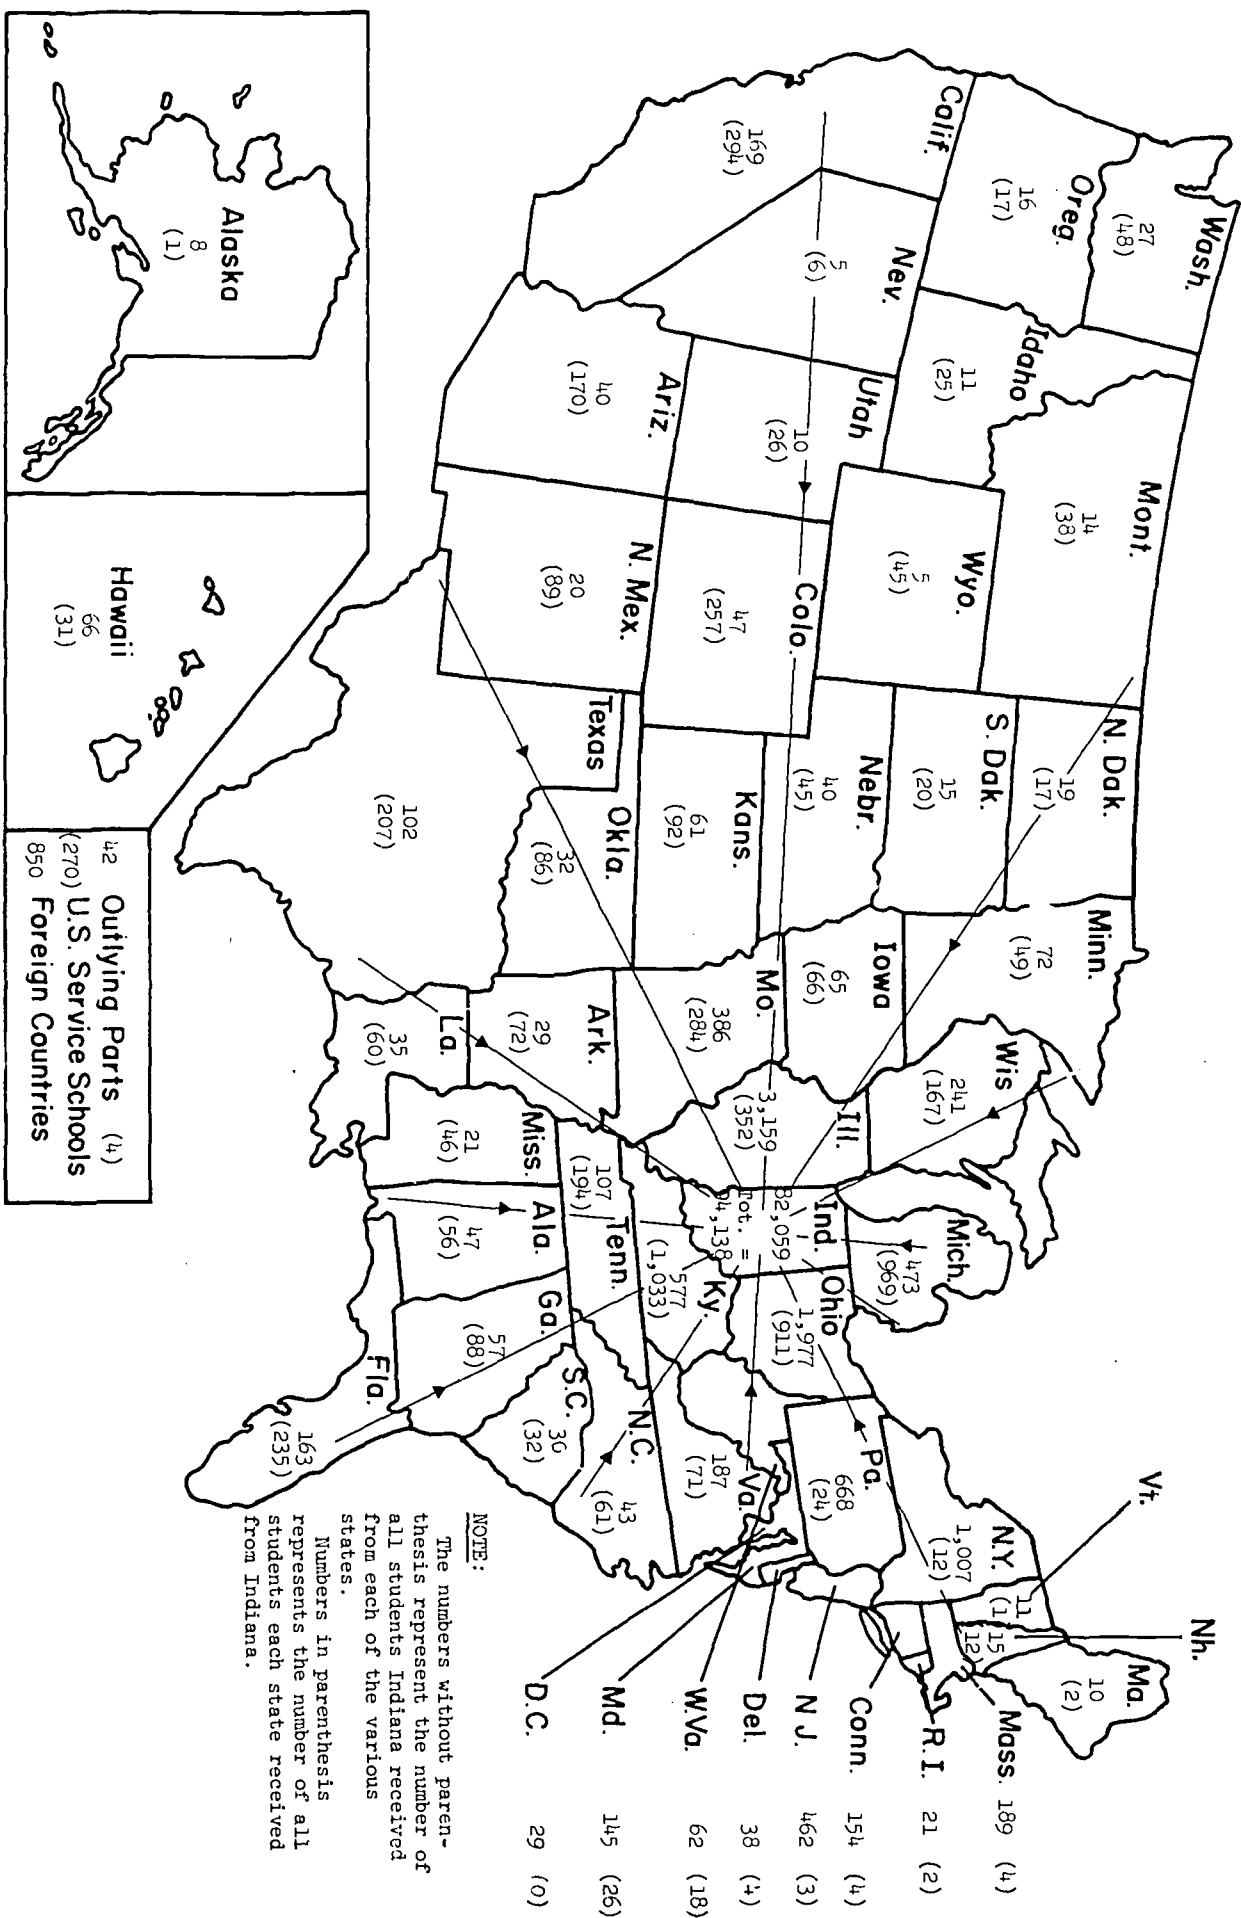 Wash.
27
(48)
Oreg.
16
(17)
Calif.
169
(294)
Nev.
5
(6)
Idaho
11
(25)
Mont.
14
(38)
Wyo.
5
(45)
Utah
10
(26)
Colo.
47
(257)
Ariz.
40
(170)
N. Mex.
20
(89)
N. Dak.
19
(17)
S. Dak.
15
(20)
Nebr.
40
(45)
Kans.
61
(92)
Okla.
32
(86)
Texas
102
(207)
Minn.
72
(49)
Iowa
65
(66)
Mo.
386
(284)
Ark.
29
(72)
La.
35
(60)
Wis
241
(167)
Ill.
3,159
(352)
Mich.
473
(969)
Ind.
82,059
Tot. =
94,138
Ohio
1,977
(911)
Ky.
577
(1,033)
Tenn.
107
(194)
Miss.
21
(46)
Ala.
47
(56)
Ga.
57
(88)
Fla.
163
(235)
S.C.
(32)
N.C.
43
(61)
Va.
187
(71)
Pa.
668
(24)
N.Y.
1,007
(12)
Vt.
11
Nh.
15
Ma.
10
(2)
Mass. 189 (4)
R.I. 21 (2)
Conn. 154 (4)
N J. 462 (3)
Del. 38 (4)
W.Va. 62 (18)
Md. 145 (26)
D.C. 29 (0)
Alaska
8
(1)
Hawaii
66
(31)
42 Outlying Parts (4)
(270) U.S. Service Schools
850 Foreign Countries
NOTE:
The numbers without paren-
thesis represent the number of
all students Indiana received
from each of the various
states.
Numbers in parenthesis
represents the number of all
students each state received
from Indiana.